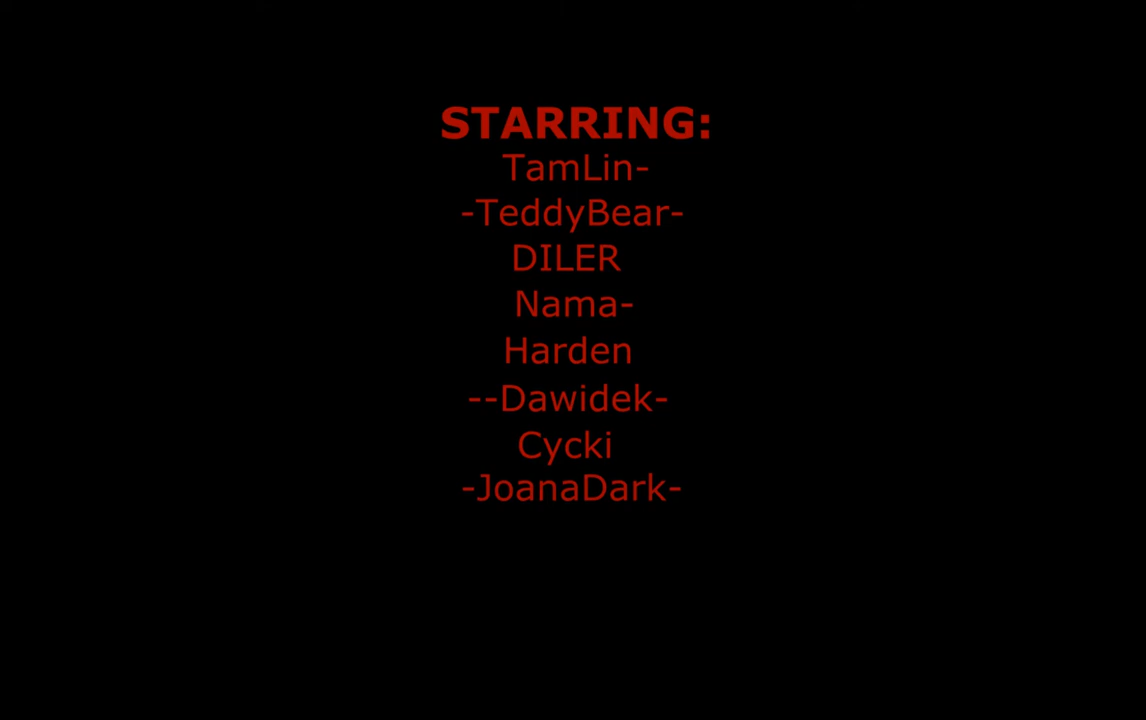 STARRING:
TamLin-
-TeddyBear-
DILER
Nama-
Harden
--Dawidek-
Cycki
-JoanaDark-